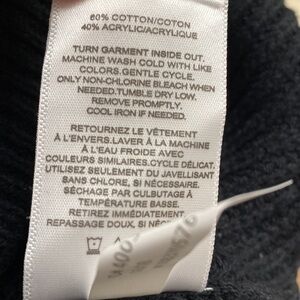 60% COTTON/COTON
40% ACRYLIC/ACRYLIQUE
TURN GARMENT INSIDE OUT.
MACHINE WASH COLD WITH LIKE
COLORS.GENTLE CYCLE.
ONLY NON-CHLORINE BLEACH WHEN
NEEDED.TUMBLE DRY LOW.
REMOVE PROMPTLY.
COOL IRON IF NEEDED.
RETOURNEZ LE VÊTEMENT
À L'ENVERS.LAVER À LA MACHINE
À L'EAU FROIDE AVEC
COULEURS SIMILAIRES.CYCLE DÉLICAT.
UTILISEZ SEULEMENT DU JAVELLISANT
SANS CHLORE, SI NÉCESSAIRE.
SÉCHAGE PAR CULBUTAGE À
TEMPÉRATURE BASSE.
RETIREZ IMMÉDIATEMENT.
REPASSAGE DOUX, SI